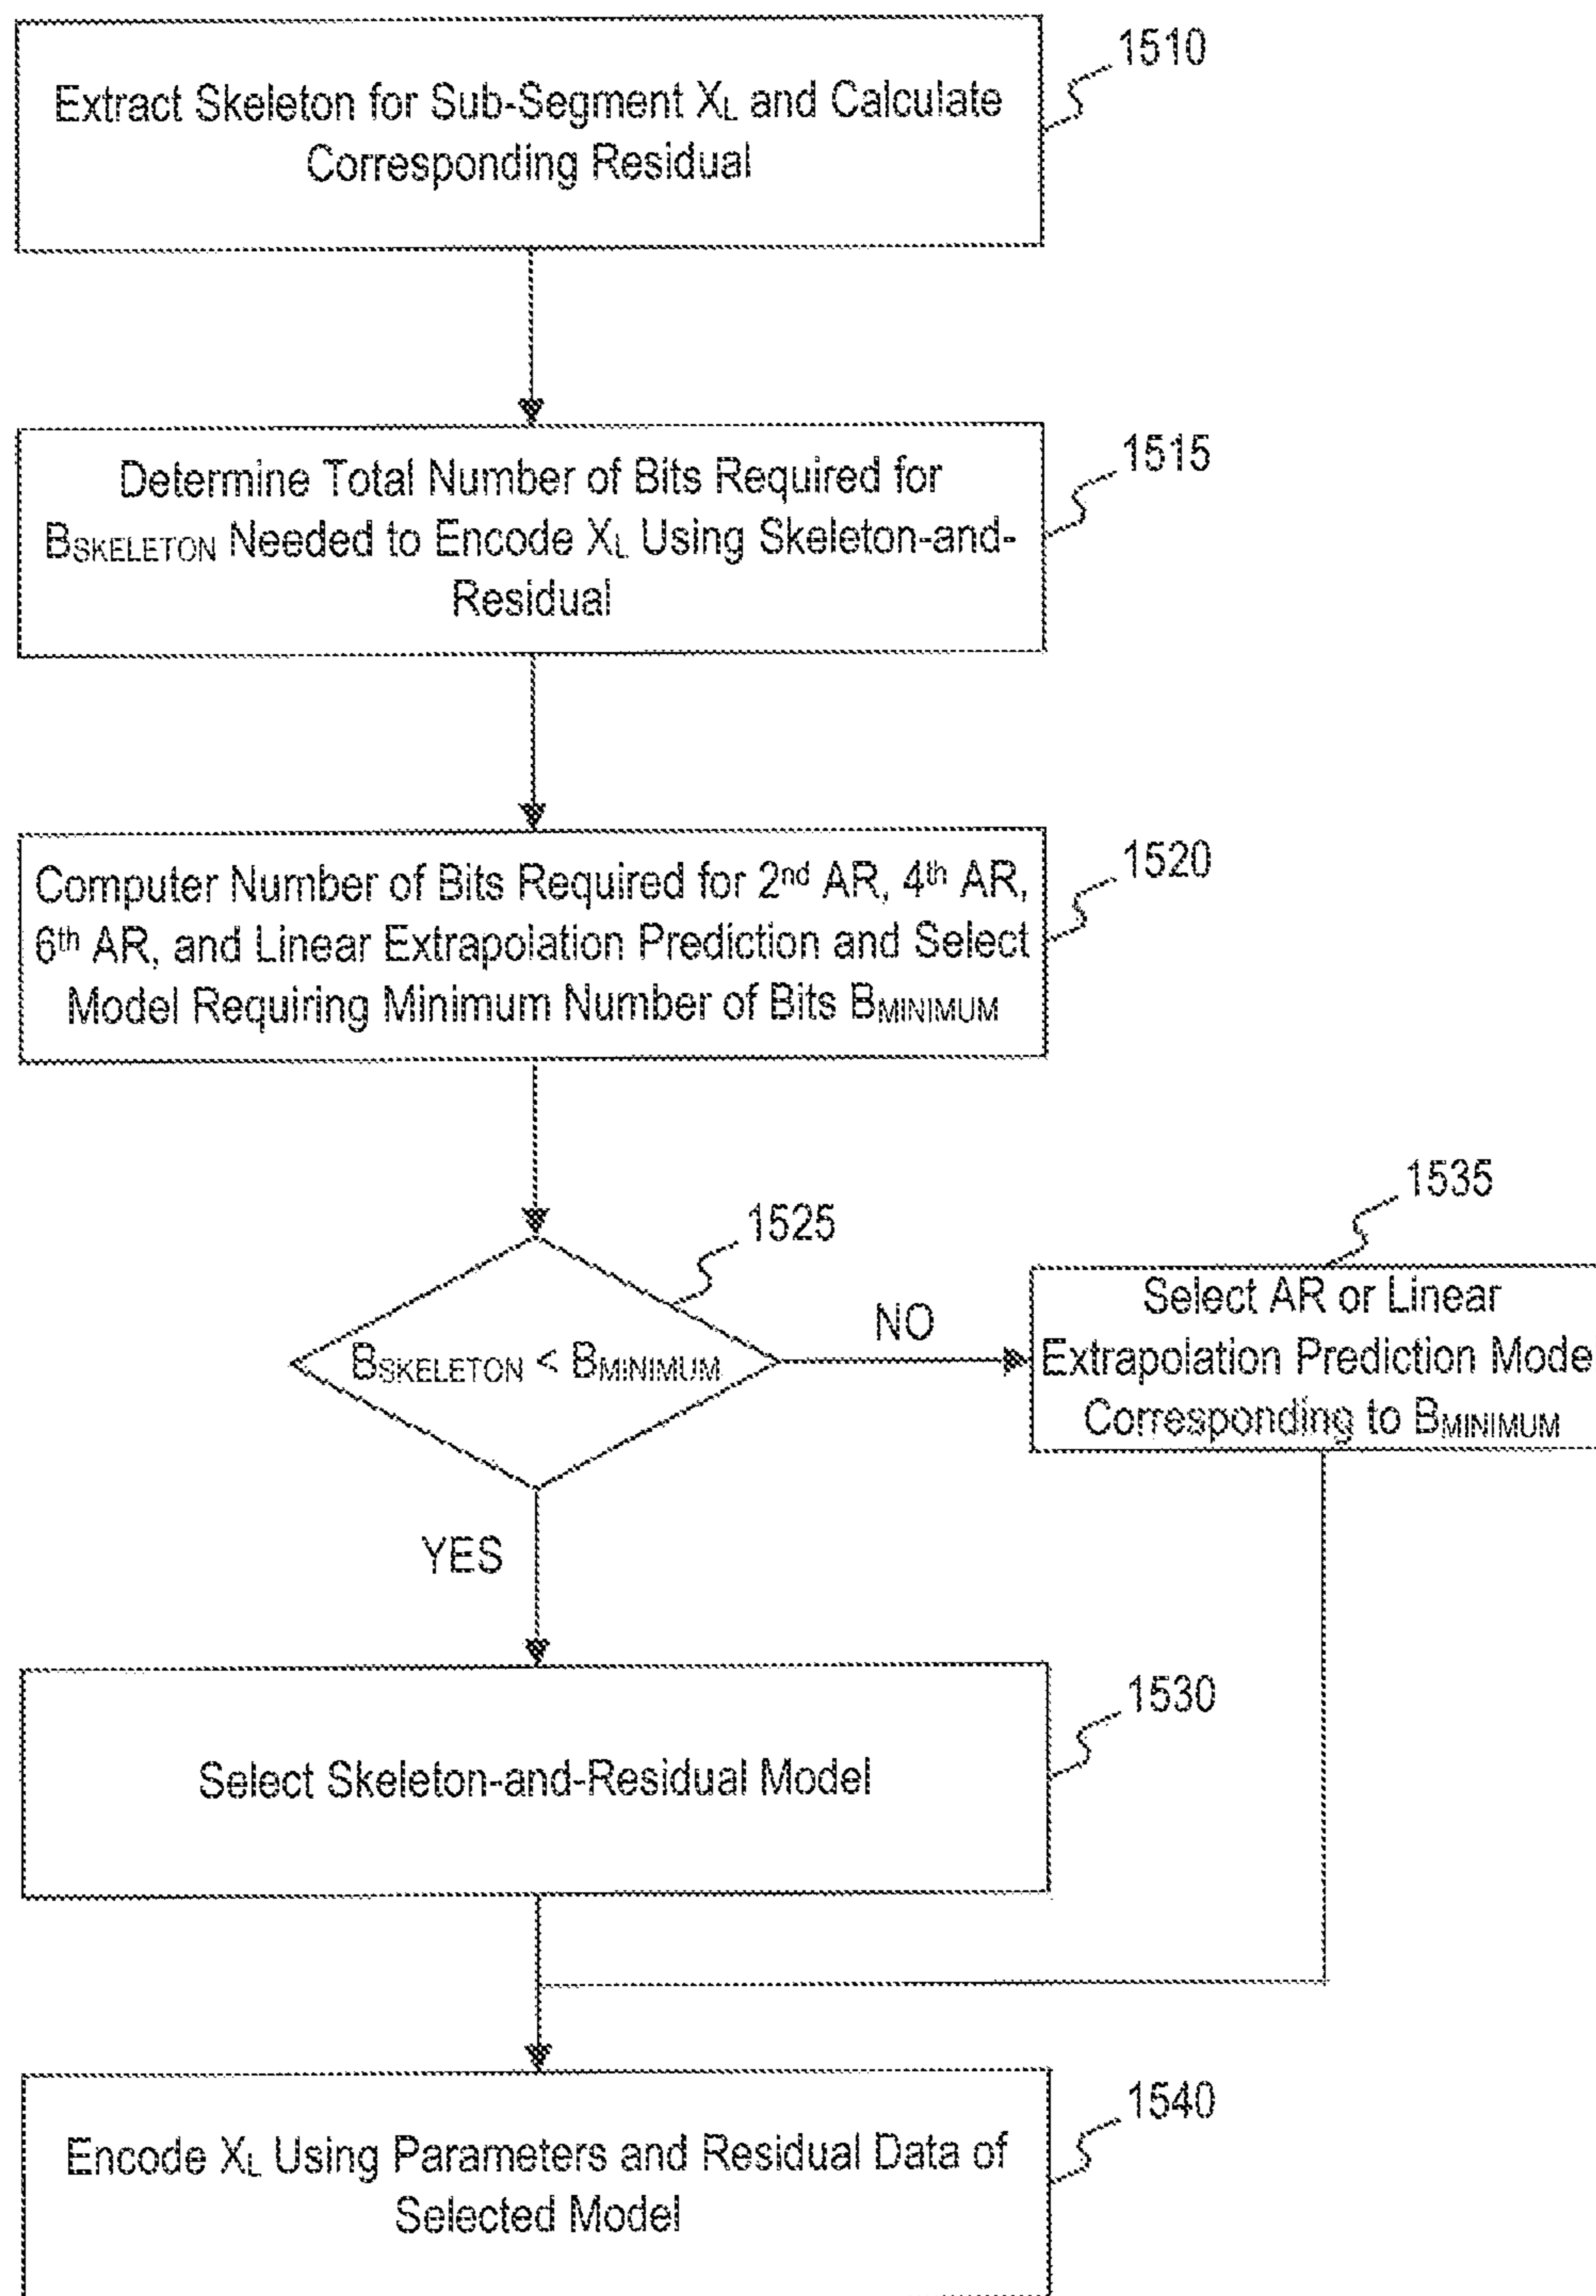 1510
Extract Skeleton for Sub-Segment XL and Calculate
Corresponding Residual
1515
Determine Total Number of Bits Required for
BSKELETON Needed to Encode XL Using Skeleton-and-
Residual
1520
Computer Number of Bits Required for 2nd AR, 4th AR,
6th AR, and Linear Extrapolation Prediction and Select
Model Requiring Minimum Number of Bits BMINIMUM
1525
BSKELETON < BMINIMUM
NO
1535
Select AR or Linear
Extrapolation Prediction Mode
Corresponding to BMINIMUM
YES
1530
Select Skeleton-and-Residual Model
1540
Encode XL Using Parameters and Residual Data of
Selected Model